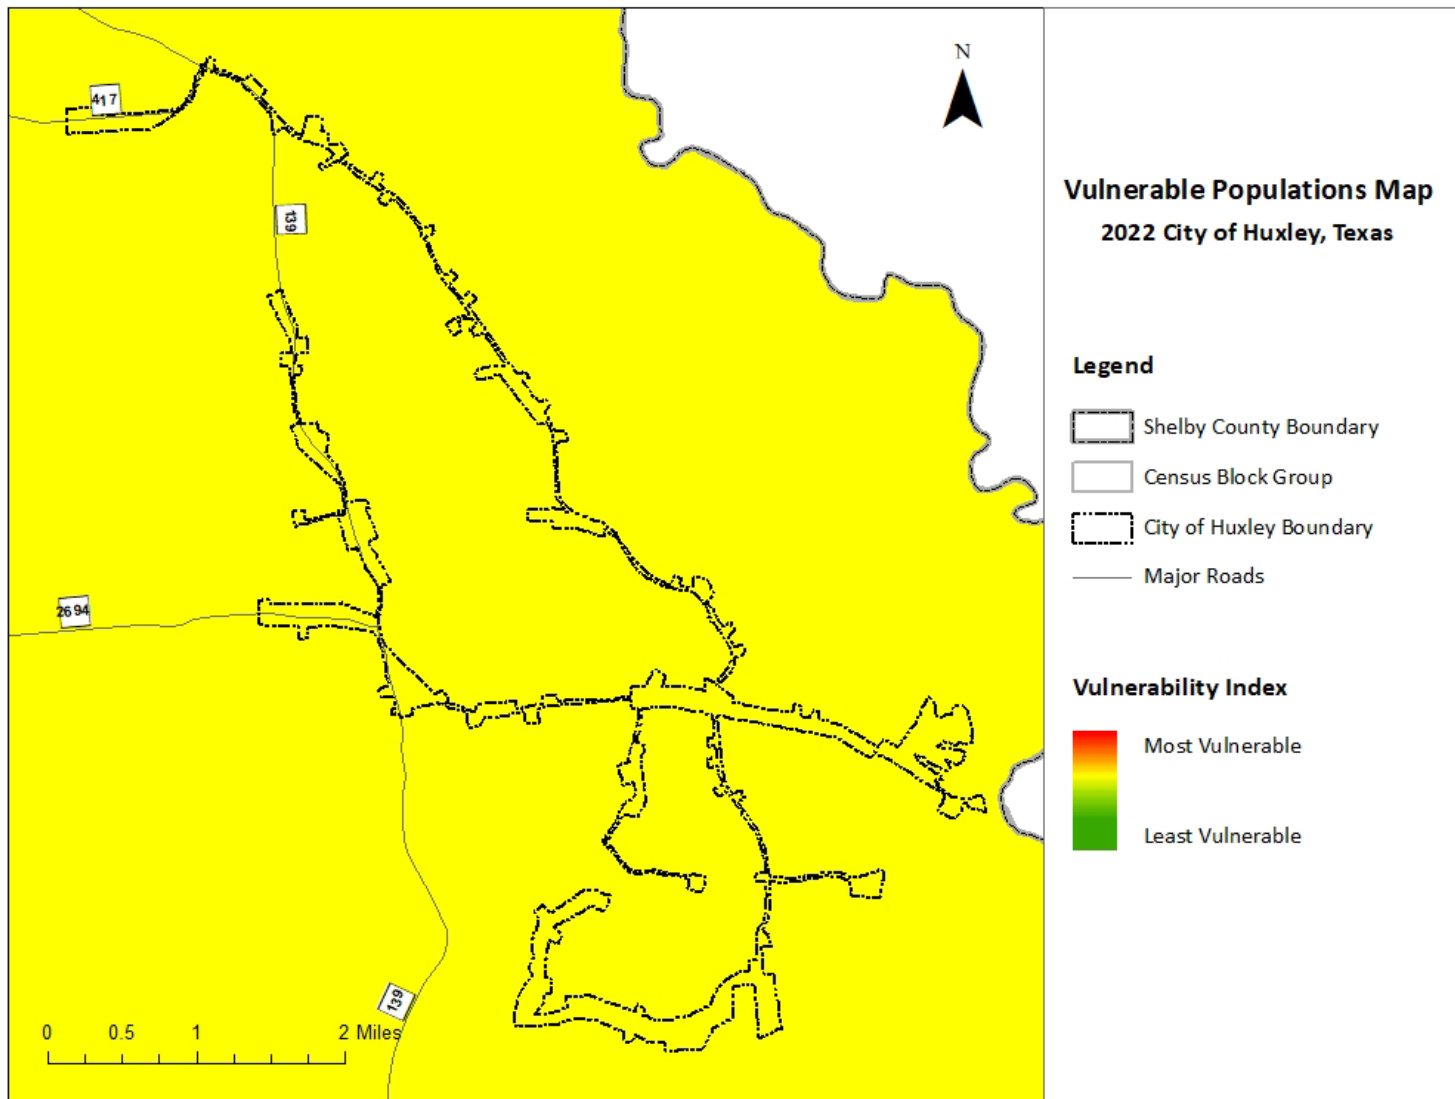 N
417
139
2694
139
0 0.5 1 2 Miles
Vulnerable Populations Map
2022 City of Huxley, Texas
Legend
Shelby County Boundary
Census Block Group
City of Huxley Boundary
Major Roads
Vulnerability Index
Most Vulnerable
Least Vulnerable